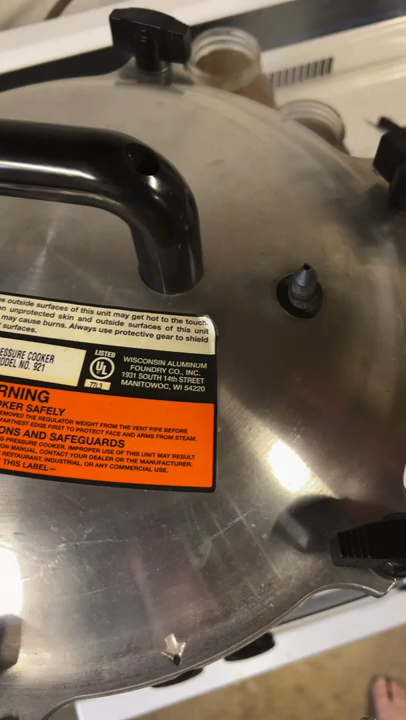 e outside surfaces of this unit may get hot to the touch.
n unprotected skin and outside surfaces of this unit
may cause burns. Always use protective gear to shield
surfaces.
ESSURE COOKER
ODEL NO. 921
LISTED
UL
WISCONSIN ALUMINUM
FOUNDRY CO., INC.
1931 SOUTH 14th STREET
MANITOWOC, WI 54220
RNING
OKER SAFELY
EMOVED THE REGULATOR WEIGHT FROM THE VENT PIPE BEFORE
FARTHEST EDGE FIRST TO PROTECT FACE AND ARMS FROM STEAM.
ONS AND SAFEGUARDS
G PRESSURE COOKER. IMPROPER USE OF THIS UNIT MAY RESULT
ION MANUAL, CONTACT YOUR DEALER OR THE MANUFACTURER.
RESTAURANT, INDUSTRIAL, OR ANY COMMERCIAL USE.
THIS LABEL—